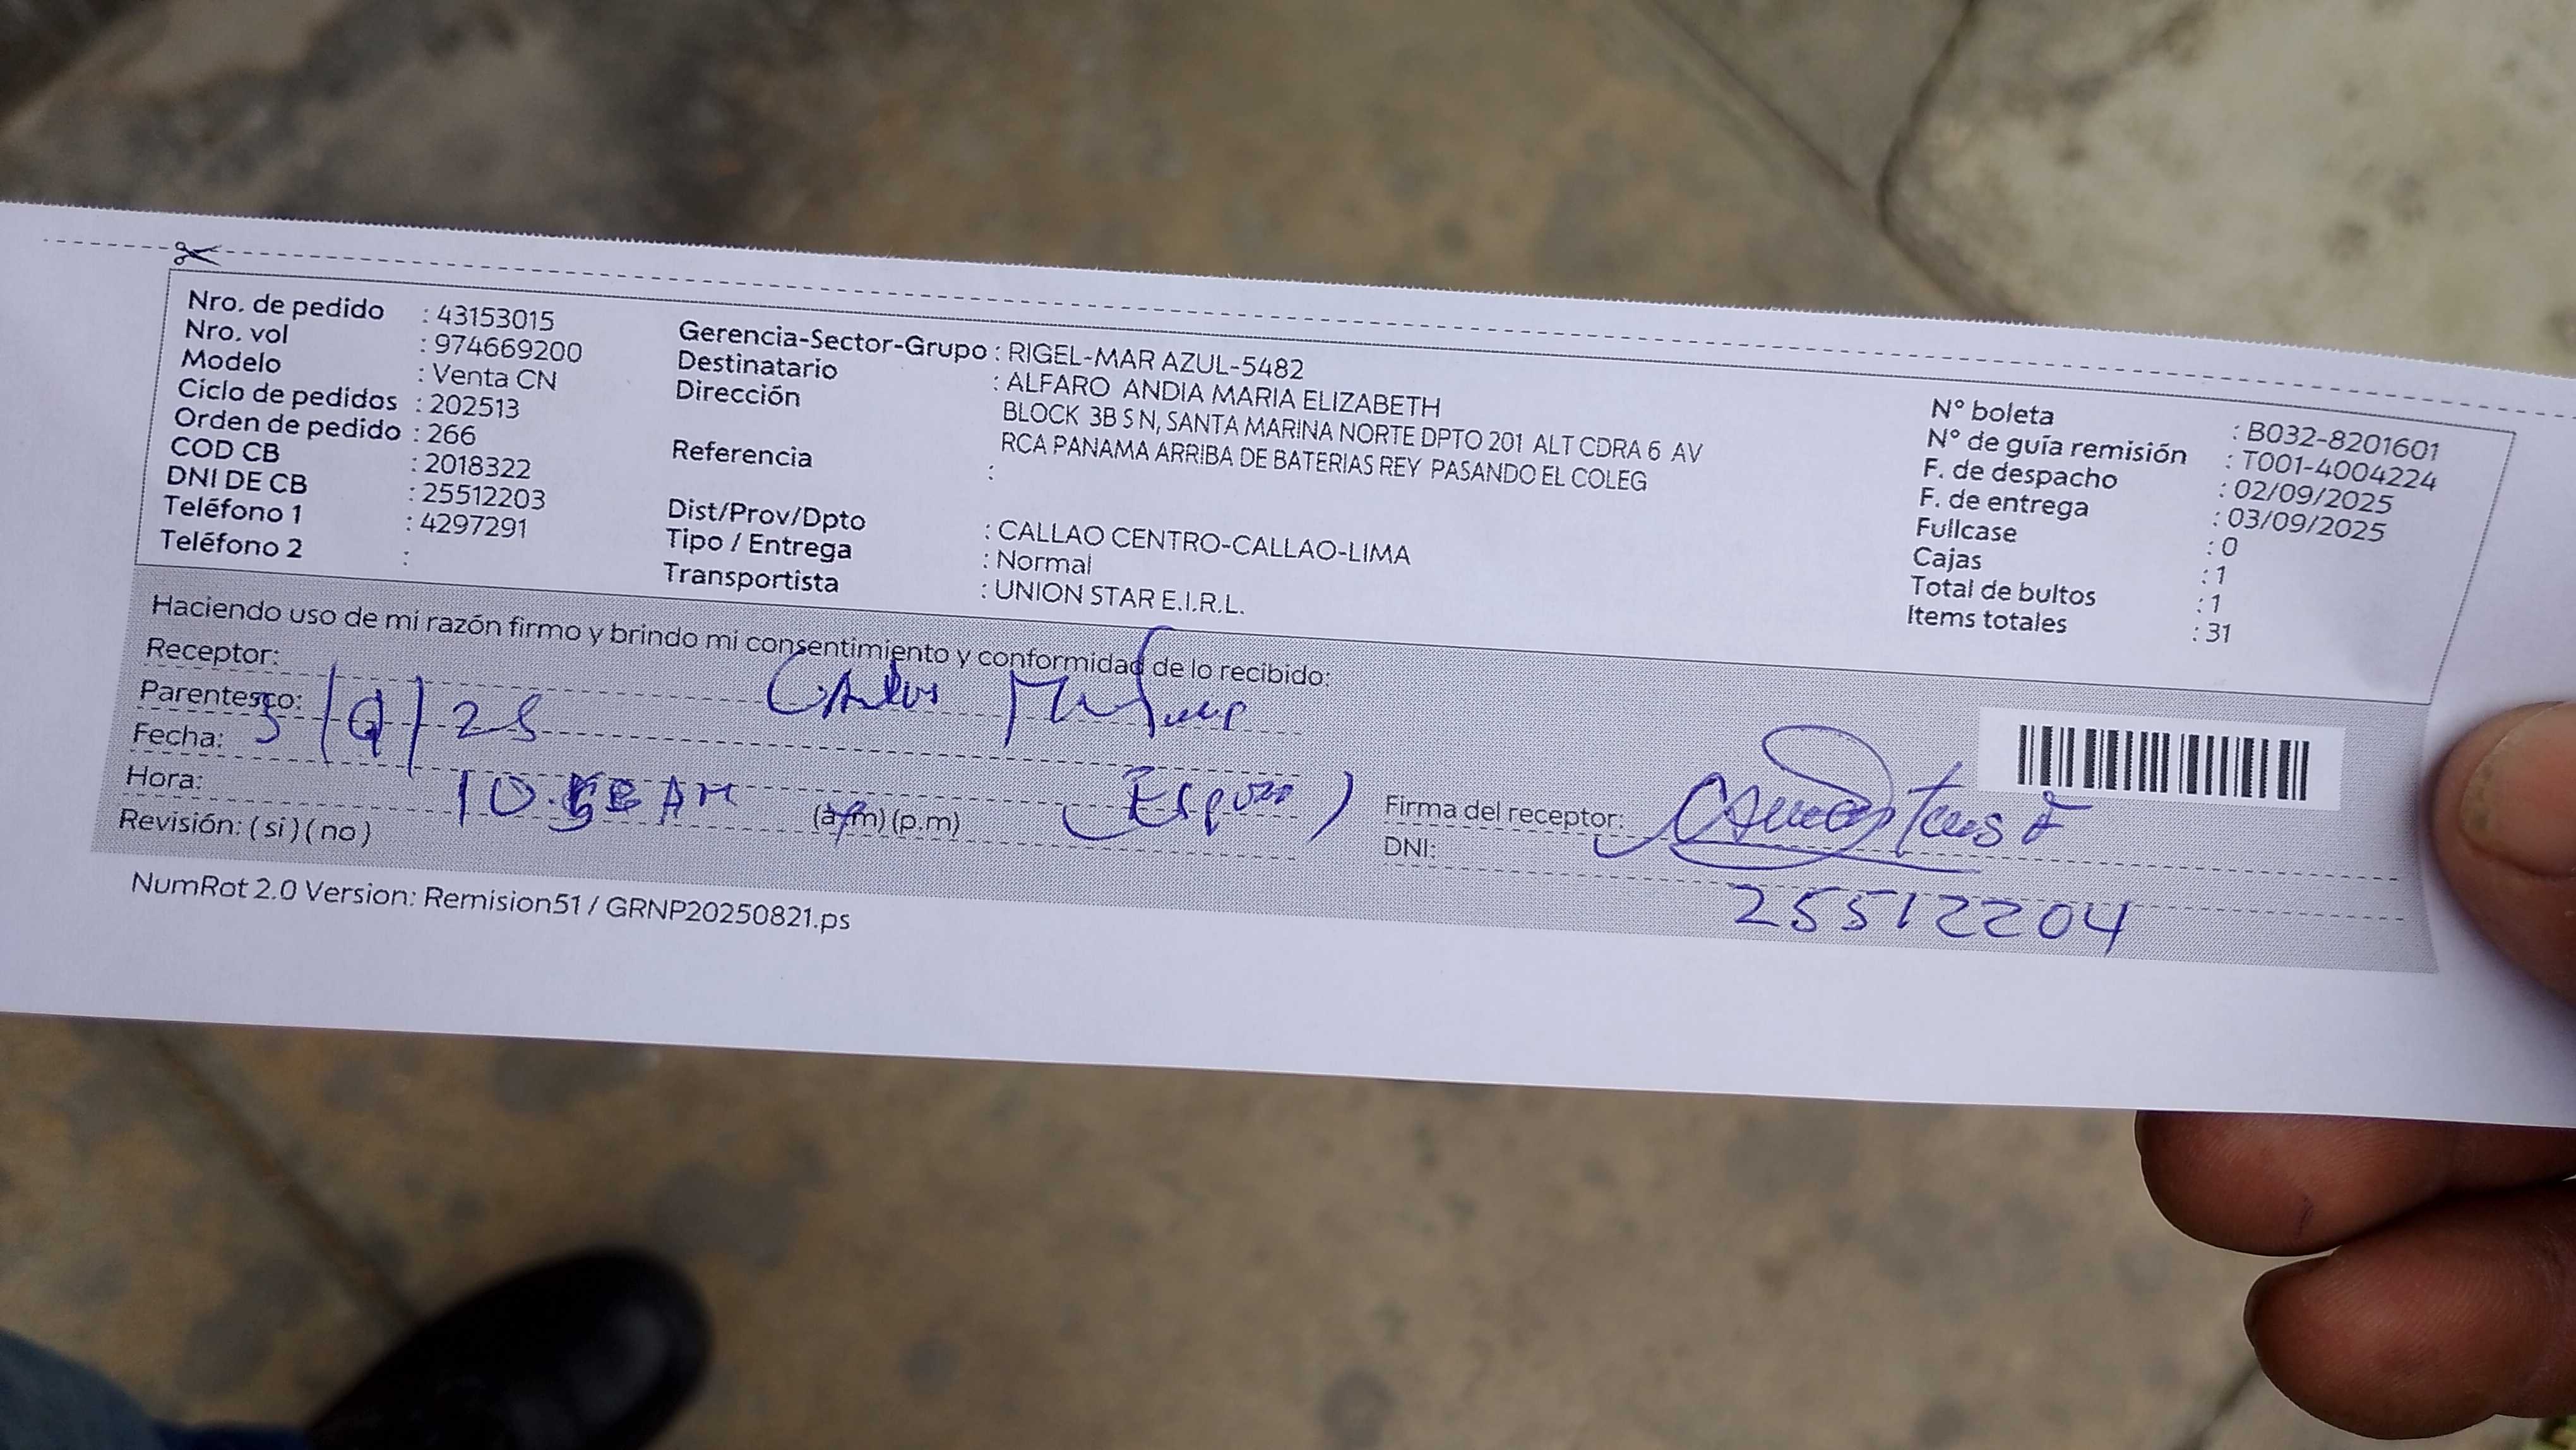 Nro. de pedido : 43153015
Nro. vol : 974669200
Modelo : Venta CN
Ciclo de pedidos : 202513
Orden de pedido : 266
COD CB : 2018322
DNI DE CB : 25512203
Teléfono 1 : 4297291
Teléfono 2 :
Gerencia-Sector-Grupo : RIGEL-MAR AZUL-5482
Destinatario : ALFARO ANDIA MARIA ELIZABETH
Dirección BLOCK 3B S N, SANTA MARINA NORTE DPTO 201 ALT CDRA 6 AV
RCA PANAMA ARRIBA DE BATERIAS REY PASANDO EL COLEG
Referencia :
Dist/Prov/Dpto : CALLAO CENTRO-CALLAO-LIMA
Tipo / Entrega : Normal
Transportista : UNION STAR E.I.R.L.
N° boleta : B032-8201601
N° de guía remisión : T001-4004224
F. de despacho : 02/09/2025
F. de entrega : 03/09/2025
Fullcase : 0
Cajas : 1
Total de bultos : 1
Items totales : 31
Haciendo uso de mi razón firmo y brindo mi consentimiento y conformidad de lo recibido:
Receptor: Carlos
Parentesco:
Fecha: 3/9/25
Hora: 10 AM (a.m) (p.m) (Esposo)
Revisión: (si) (no)
Firma del receptor:
DNI: 25512204
NumRot 2.0 Version: Remision51 / GRNP20250821.ps